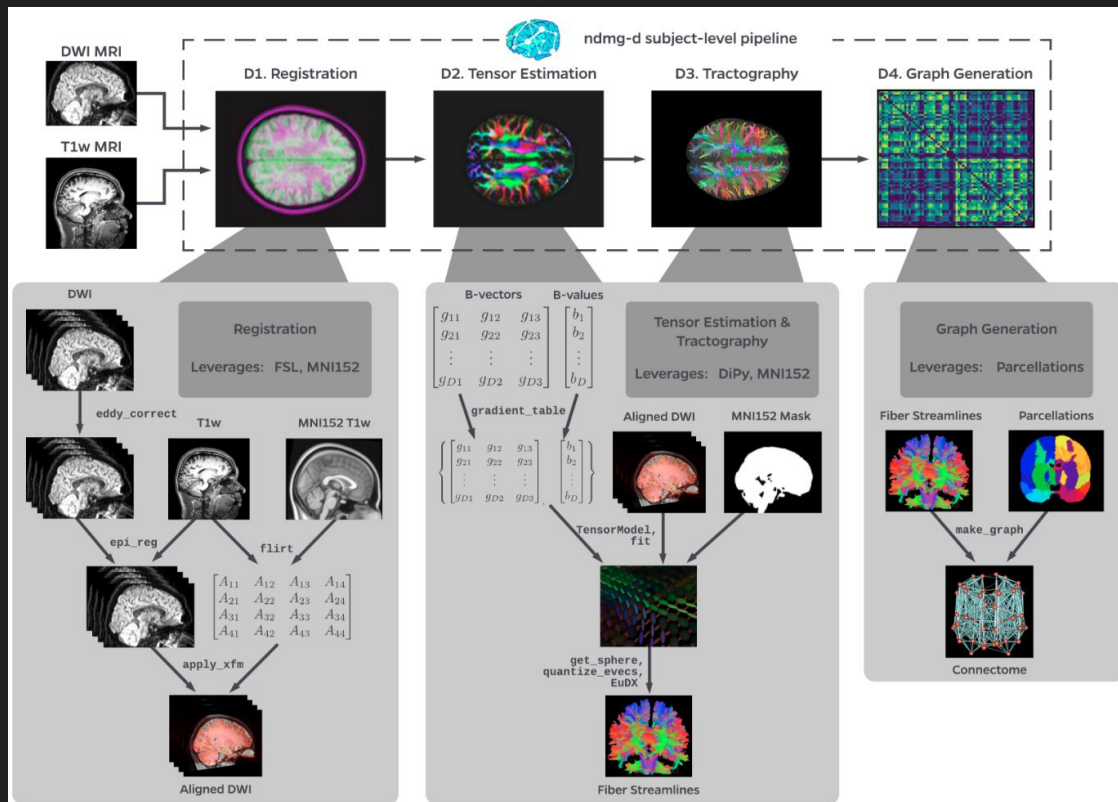 DWI MRI
ndmg-d subject-level pipeline
D1. Registration
D2. Tensor Estimation
D3. Tractography
D4. Graph Generation
T1w MRI
DWI
Registration
Leverages: FSL, MNI152
eddy_correct
T1w
MNI152 T1w
epi_reg
flirt
A11 A12 A13 A14
A21 A22 A23 A24
A31 A32 A33 A34
A41 A42 A43 A44
apply_xfm
Aligned DWI
B-vectors
B-values
g11 g12 g13
g21 g22 g23
⋮ ⋮ ⋮
gD1 gD2 gD3
b1
b2
⋮
bD
Tensor Estimation &
Tractography
Leverages: DiPy, MNI152
gradient_table
Aligned DWI
MNI152 Mask
g11 g12 g13
g21 g22 g23
⋮ ⋮ ⋮
gD1 gD2 gD3
,
b1
b2
⋮
bD
TensorModel,
fit
get_sphere,
quantize_evecs,
EuDX
Fiber Streamlines
Graph Generation
Leverages: Parcellations
Fiber Streamlines
Parcellations
make_graph
Connectome